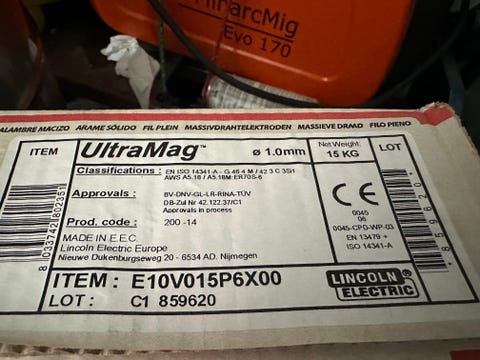 MinarcMig
Evo 170
ALAMBRE MACIZO ARAME SÓLIDO FIL PLEIN MASSIVDRAHTELEKTRODEN MASSIEVE DRAAD FILO PIENO
ITEM UltraMag™ ø 1.0mm Net Weight: 15 KG LOT
Classifications : EN ISO 14341-A - G 46 4 M / 42 3 C 3Si1
AWS A5.18 / A5.18M:ER70S-6
Approvals : BV-DNV-GL-LR-RINA-TÜV
DB-Zul Nr 42.122.37/C1
Approvals in process
Prod. code : 200 -14
MADE IN E.E.C.
Lincoln Electric Europe
Nieuwe Dukenburgseweg 20 - 6534 AD. Nijmegen
CE
0045
06
0045-CPD-WP-03
EN 13479 +
ISO 14341-A
8033742802351
ITEM : E10V015P6X00
LOT : C1 859620
LINCOLN
ELECTRIC